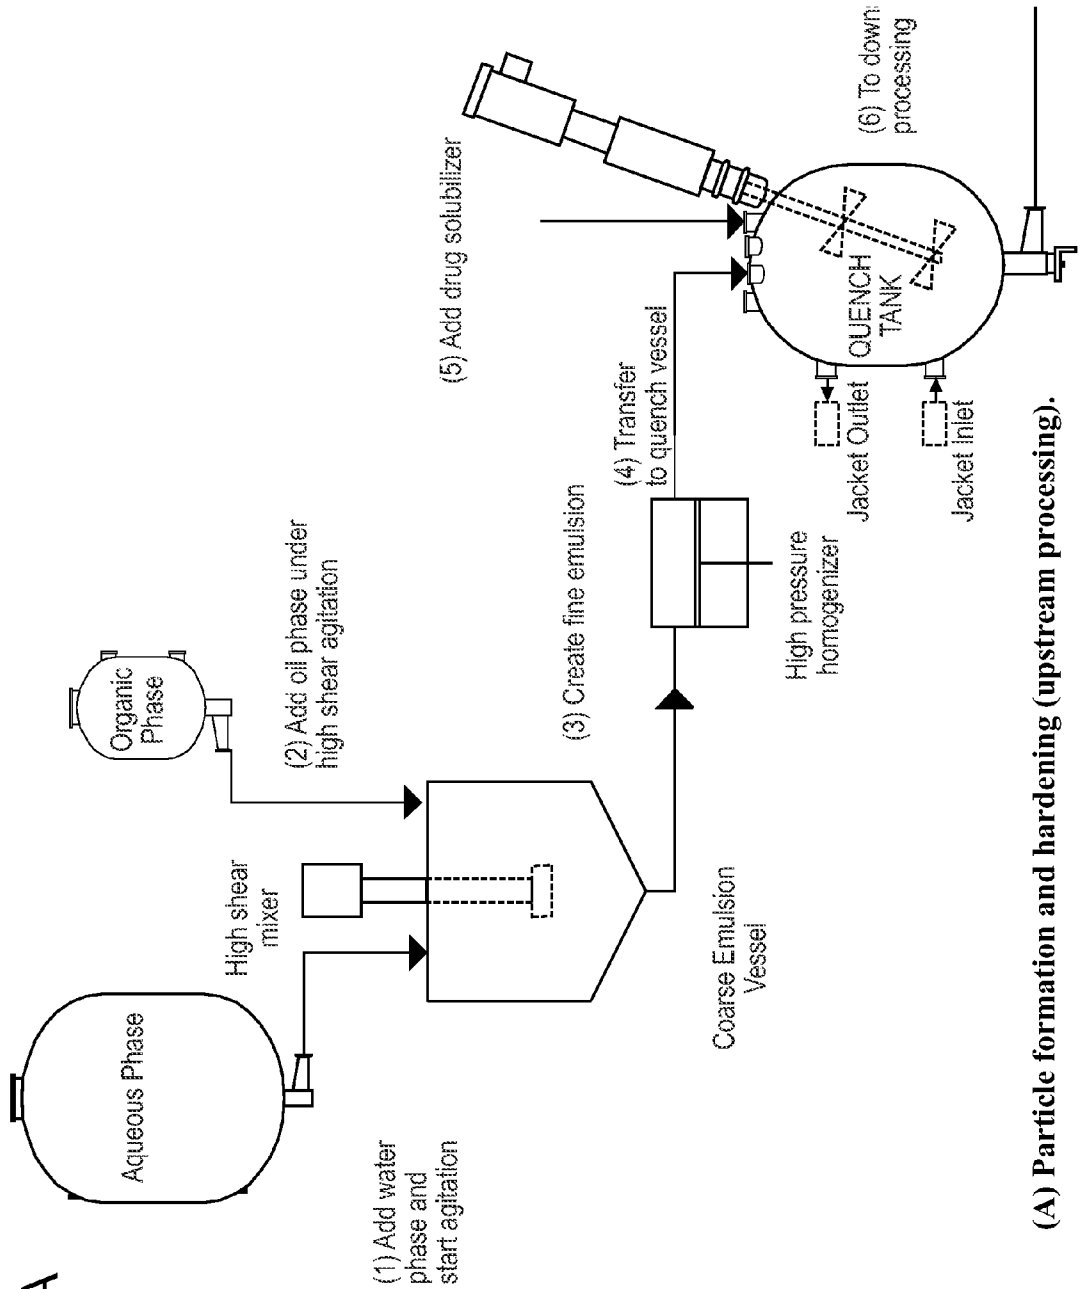 A
Aqueous Phase
(1) Add water
phase and
start agitation
High shear
mixer
Organic
Phase
(2) Add oil phase under
high shear agitation
Coarse Emulsion
Vessel
(3) Create fine emulsion
High pressure
homogenizer
(4) Transfer
to quench vessel
(5) Add drug solubilizer
QUENCH
TANK
Jacket Outlet
Jacket Inlet
(6) To down
processing
(A) Particle formation and hardening (upstream processing).